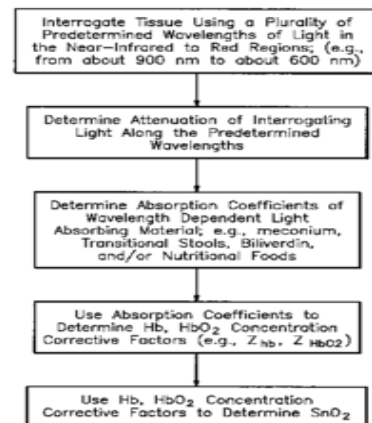 Interrogate Tissue Using a Plurality of
Predetermined Wavelengths of Light in
the Near-Infrared to Red Regions; (e.g.,
from about 900 nm to about 600 nm)
Determine Attenuation of Interrogating
Light Along the Predetermined
Wavelengths
Determine Absorption Coefficients of
Wavelength Dependent Light
Absorbing Material; e.g., meconium,
Transitional Stools, Biliverdin,
and/or Nutritional Foods
Use Absorption Coefficients to
Determine Hb, HbO₂ Concentration
Corrective Factors (e.g., Z hb, Z HbO2)
Use Hb, HbO₂ Concentration
Corrective Factors to Determine SnO₂